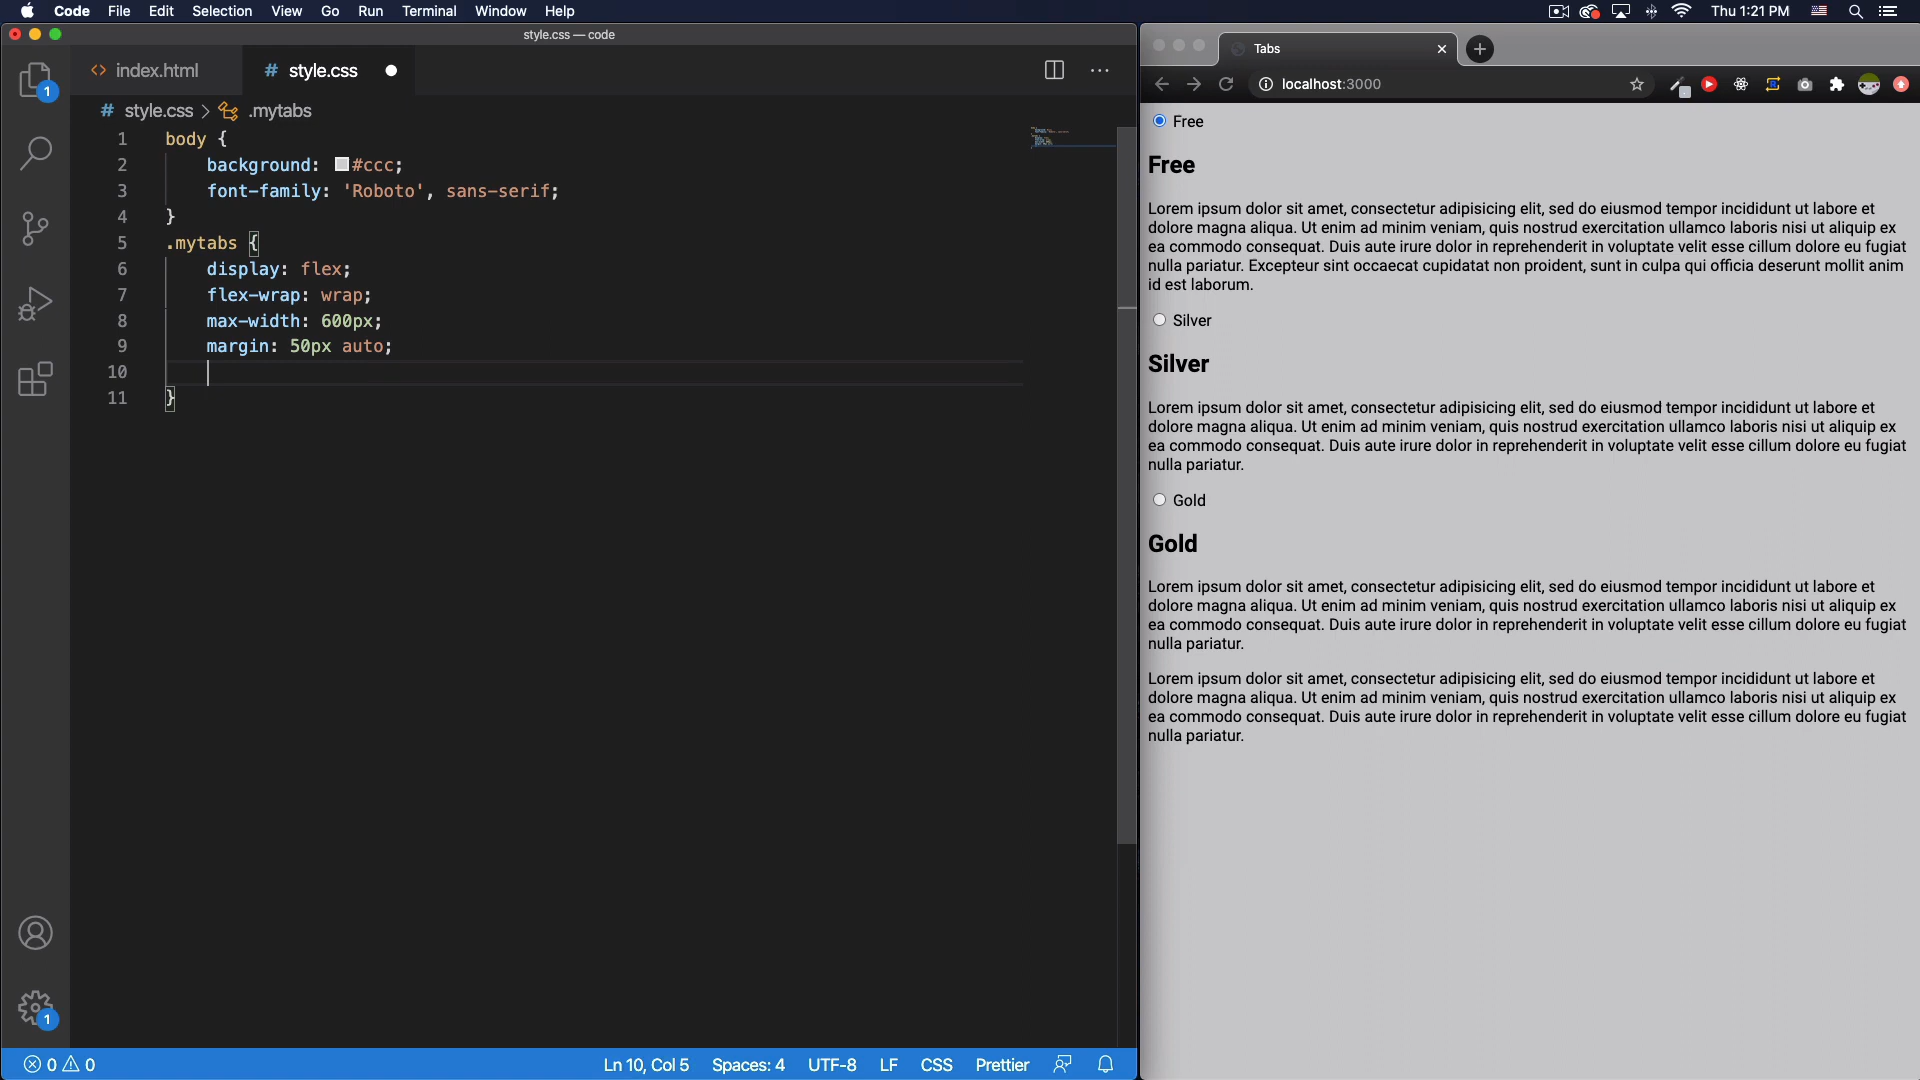 Code File Edit Selection View Go Run Terminal Window Help
Thu 1:21 PM
style.css — code
index.html
# style.css
1
# style.css > .mytabs
1 body {
2 background: #ccc;
3 font-family: 'Roboto', sans-serif;
4 }
5 .mytabs {
6 display: flex;
7 flex-wrap: wrap;
8 max-width: 600px;
9 margin: 50px auto;
10
11 }
1
0 0
Ln 10, Col 5 Spaces: 4 UTF-8 LF CSS Prettier
Tabs
localhost:3000
Free
Free
Lorem ipsum dolor sit amet, consectetur adipisicing elit, sed do eiusmod tempor incididunt ut labore et
dolore magna aliqua. Ut enim ad minim veniam, quis nostrud exercitation ullamco laboris nisi ut aliquip ex
ea commodo consequat. Duis aute irure dolor in reprehenderit in voluptate velit esse cillum dolore eu fugiat
nulla pariatur. Excepteur sint occaecat cupidatat non proident, sunt in culpa qui officia deserunt mollit anim
id est laborum.
Silver
Silver
Lorem ipsum dolor sit amet, consectetur adipisicing elit, sed do eiusmod tempor incididunt ut labore et
dolore magna aliqua. Ut enim ad minim veniam, quis nostrud exercitation ullamco laboris nisi ut aliquip ex
ea commodo consequat. Duis aute irure dolor in reprehenderit in voluptate velit esse cillum dolore eu fugiat
nulla pariatur.
Gold
Gold
Lorem ipsum dolor sit amet, consectetur adipisicing elit, sed do eiusmod tempor incididunt ut labore et
dolore magna aliqua. Ut enim ad minim veniam, quis nostrud exercitation ullamco laboris nisi ut aliquip ex
ea commodo consequat. Duis aute irure dolor in reprehenderit in voluptate velit esse cillum dolore eu fugiat
nulla pariatur.
Lorem ipsum dolor sit amet, consectetur adipisicing elit, sed do eiusmod tempor incididunt ut labore et
dolore magna aliqua. Ut enim ad minim veniam, quis nostrud exercitation ullamco laboris nisi ut aliquip ex
ea commodo consequat. Duis aute irure dolor in reprehenderit in voluptate velit esse cillum dolore eu fugiat
nulla pariatur.